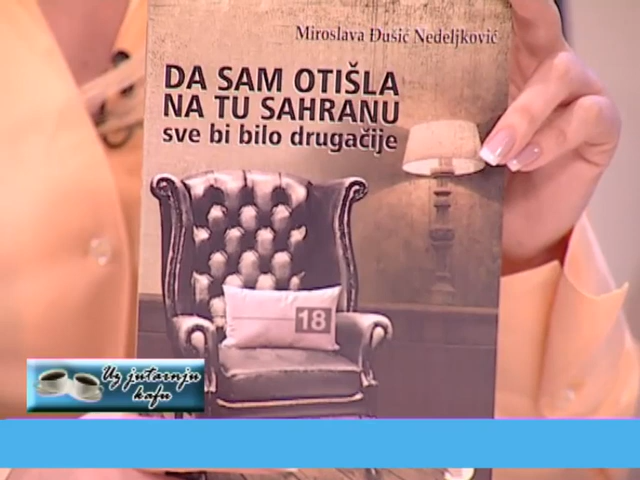 Miroslava Đušić Nedeljković
DA SAM OTIŠLA
NA TU SAHRANU
sve bi bilo drugačije
18
Uz jutarnju
kafu